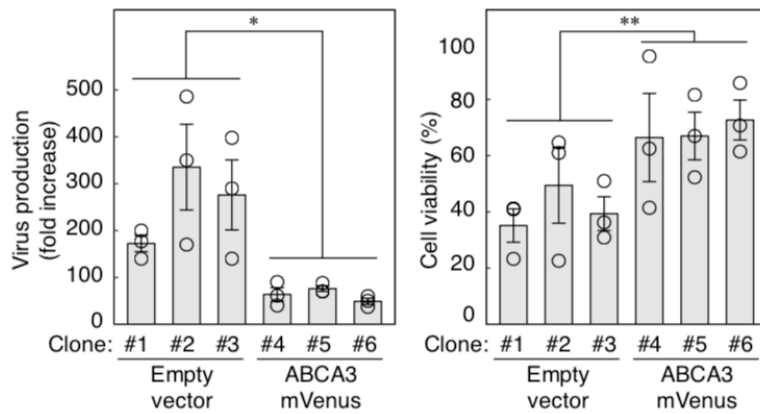 *
**
Virus production
(fold increase)
500
400
300
200
100
0
Clone: #1 #2 #3 #4 #5 #6
Empty
vector
ABCA3
mVenus
Cell viability (%)
100
80
60
40
20
0
Clone: #1 #2 #3 #4 #5 #6
Empty
vector
ABCA3
mVenus